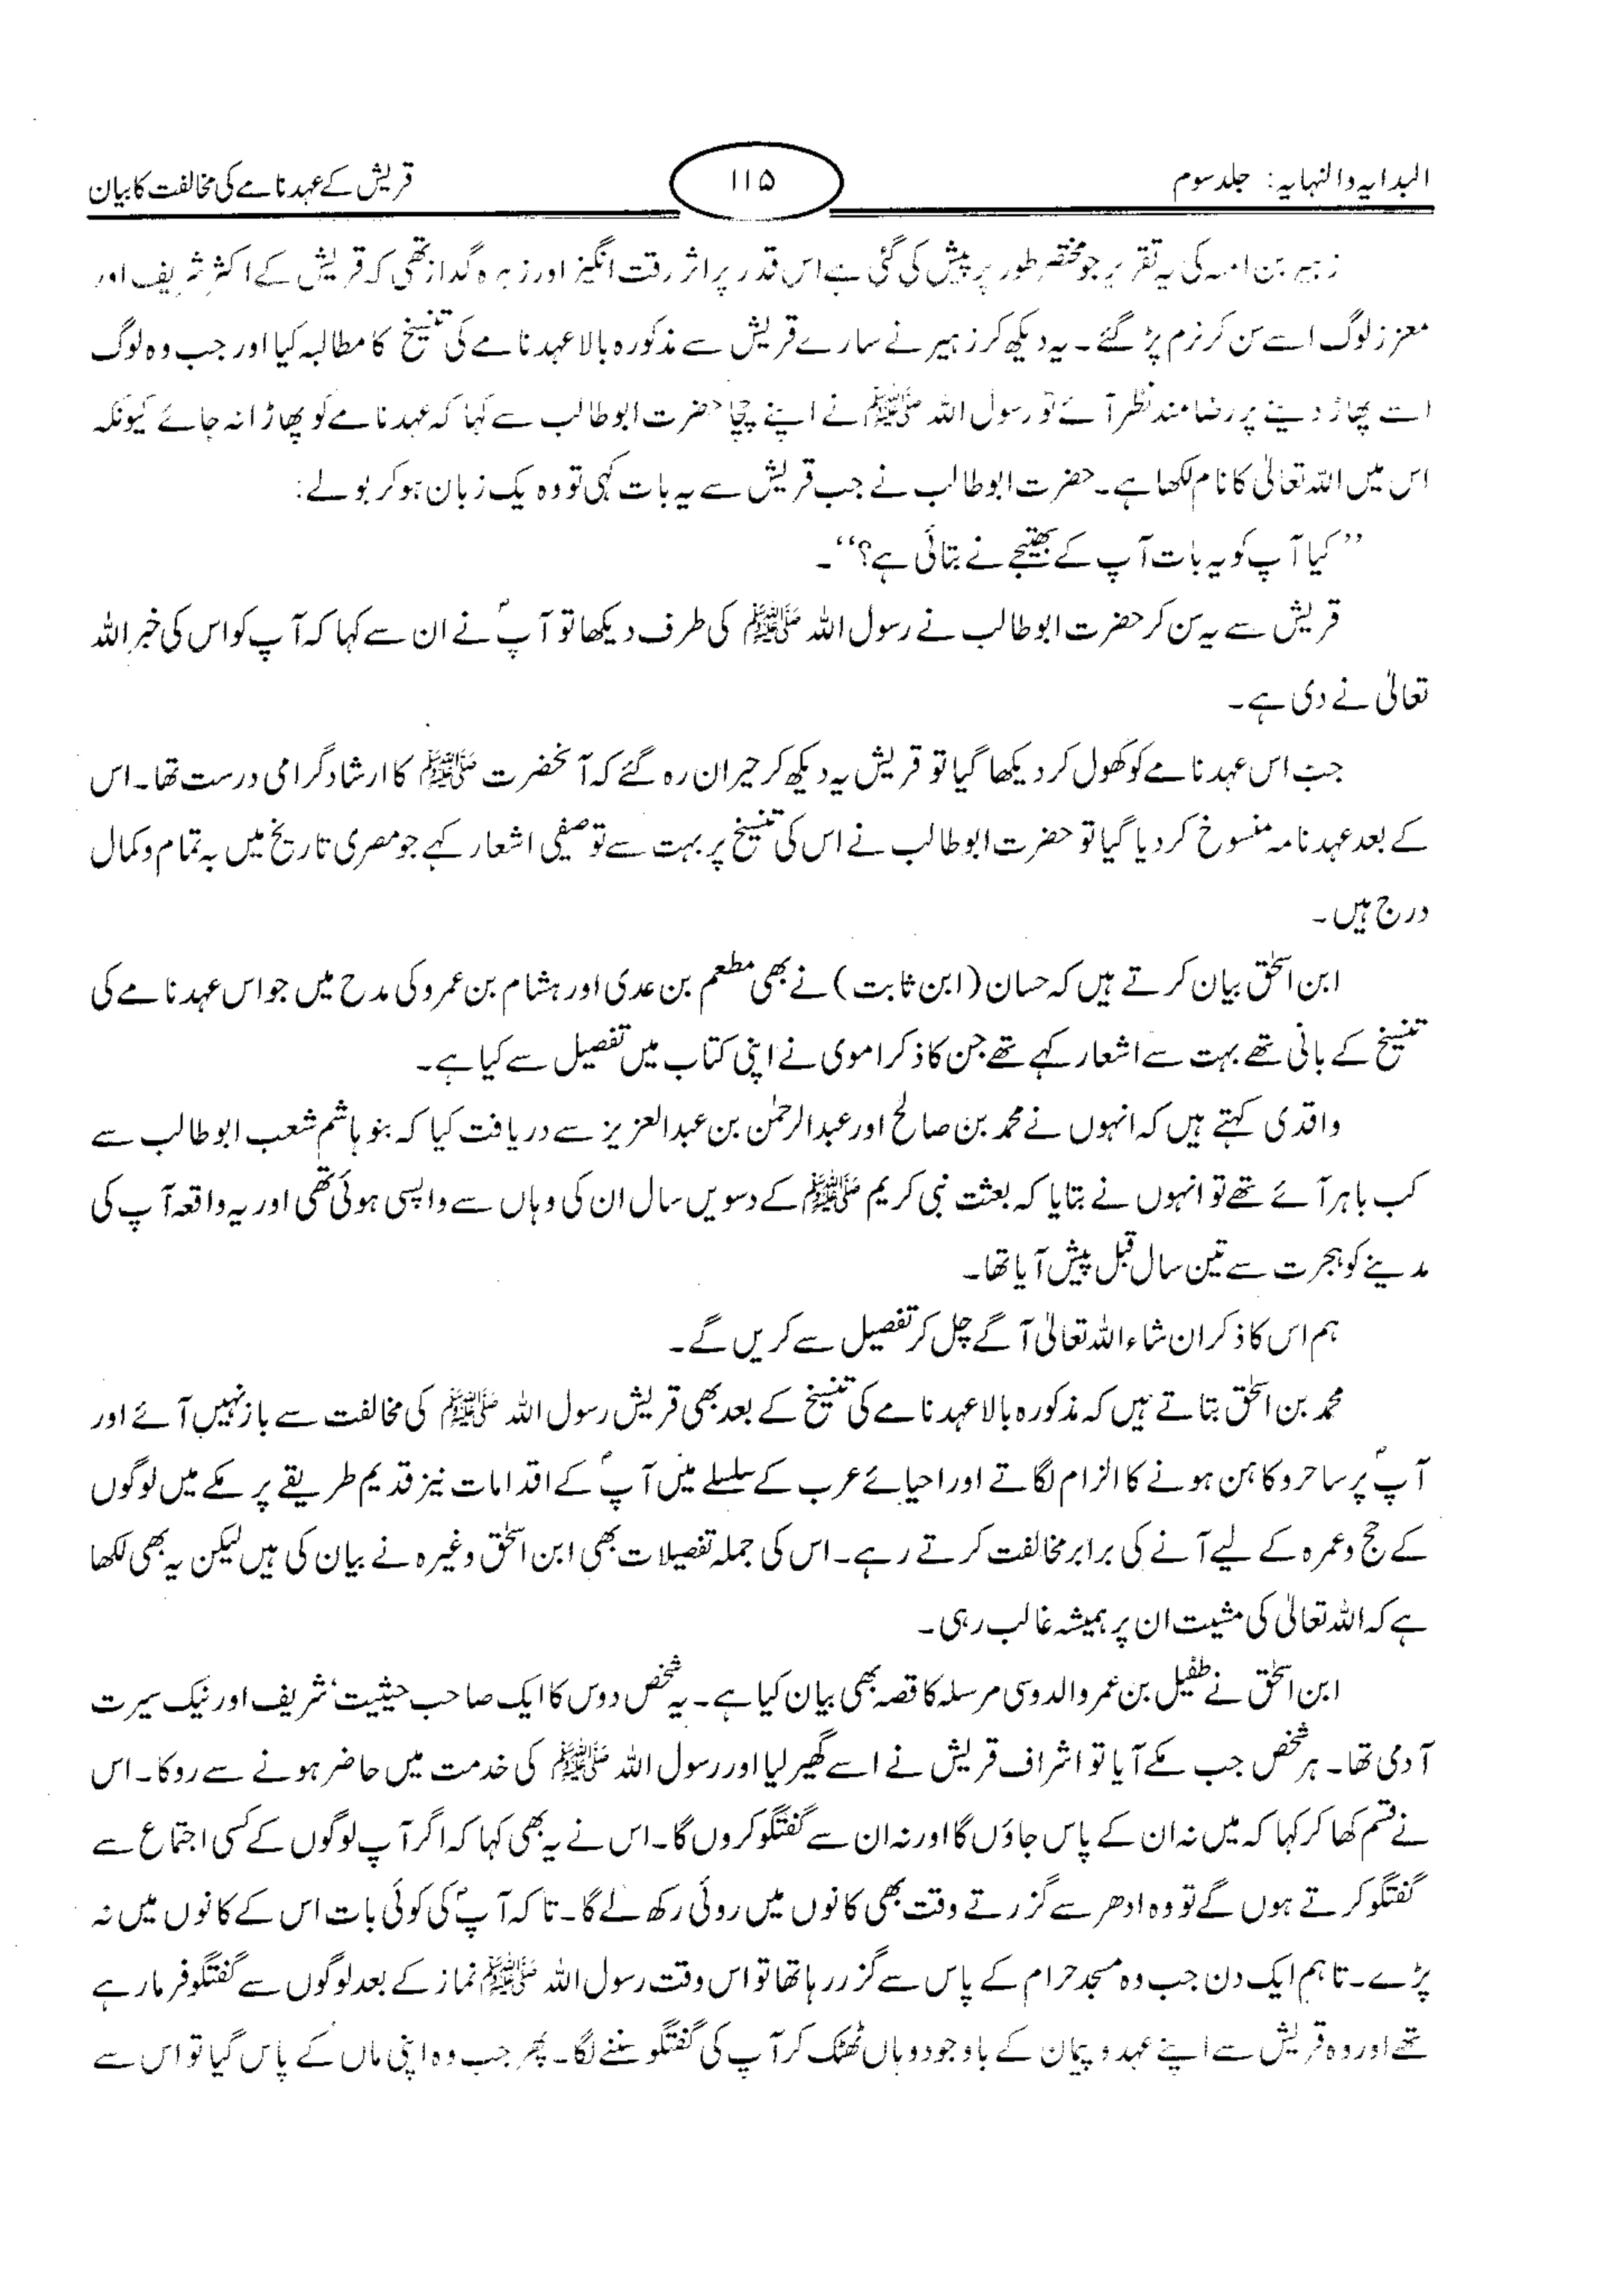 البدایہ والنہایہ: جلد سوم
۱۱۵
قریش کے عہد نامے کی مخالفت کا بیان
زہیر بن امیہ کی یہ تقریر جو مختصر طور پر پیش کی گئی ہے اس قدر پر اثر رقت انگیز اور زہرہ گداز تھی کہ قریش کے اکثر شریف اور
معزز لوگ اسے سن کر نرم پڑ گئے۔ یہ دیکھ کر زہیر نے سارے قریش سے مذکورہ بالا عہد نامے کی تنسیخ کا مطالبہ کیا اور جب وہ لوگ
اسے پھاڑ دینے پر رضا مند نظر آئے تو رسول اللہ ﷺ نے اپنے چچا حضرت ابوطالب سے کہا کہ عہد نامے کو پھاڑا نہ جائے کیونکہ
اس میں اللہ تعالیٰ کا نام لکھا ہے۔ حضرت ابوطالب نے جب قریش سے یہ بات کہی تو وہ یک زبان ہو کر بولے:
’’کیا آپ کو یہ بات آپ کے بھتیجے نے بتائی ہے؟‘‘۔
قریش سے یہ سن کر حضرت ابوطالب نے رسول اللہ ﷺ کی طرف دیکھا تو آپؐ نے ان سے کہا کہ آپ کو اس کی خبر اللہ
تعالیٰ نے دی ہے۔
جب اس عہد نامے کو کھول کر دیکھا گیا تو قریش یہ دیکھ کر حیران رہ گئے کہ آنحضرت ﷺ کا ارشاد گرامی درست تھا۔ اس
کے بعد عہد نامہ منسوخ کر دیا گیا تو حضرت ابوطالب نے اس کی تنسیخ پر بہت سے توصیفی اشعار کہے جو مصری تاریخ میں بہ تمام و کمال
درج ہیں۔
ابن اسحٰق بیان کرتے ہیں کہ حسان (ابن ثابت) نے بھی مطعم بن عدی اور ہشام بن عمرو کی مدح میں جو اس عہد نامے کی
تنسیخ کے بانی تھے بہت سے اشعار کہے تھے جن کا ذکر اموی نے اپنی کتاب میں تفصیل سے کیا ہے۔
واقدی کہتے ہیں کہ انہوں نے محمد بن صالح اور عبدالرحمٰن بن عبدالعزیز سے دریافت کیا کہ بنو ہاشم شعب ابوطالب سے
کب باہر آئے تھے تو انہوں نے بتایا کہ بعثت نبی کریم ﷺ کے دسویں سال ان کی وہاں سے واپسی ہوئی تھی اور یہ واقعہ آپ کی
مدینے کو ہجرت سے تین سال قبل پیش آیا تھا۔
ہم اس کا ذکر ان شاء اللہ تعالیٰ آگے چل کر تفصیل سے کریں گے۔
محمد بن اسحٰق بتاتے ہیں کہ مذکورہ بالا عہد نامے کی تنسیخ کے بعد بھی قریش رسول اللہ ﷺ کی مخالفت سے باز نہیں آئے اور
آپؐ پر ساحر و کاہن ہونے کا الزام لگاتے اور احیائے عرب کے سلسلے میں آپؐ کے اقدامات نیز قدیم طریقے پر مکے میں لوگوں
کے حج و عمرہ کے لیے آنے کی برابر مخالفت کرتے رہے۔ اس کی جملہ تفصیلات بھی ابن اسحٰق وغیرہ نے بیان کی ہیں لیکن یہ بھی لکھا
ہے کہ اللہ تعالیٰ کی مشیت ان پر ہمیشہ غالب رہی۔
ابن اسحٰق نے طفیل بن عمرو الدوسی مرسلہ کا قصہ بھی بیان کیا ہے۔ یہ شخص دوس کا ایک صاحب حیثیت‘ شریف اور نیک سیرت
آدمی تھا۔ ہر شخص جب مکے آیا تو اشراف قریش نے اسے گھیر لیا اور رسول اللہ ﷺ کی خدمت میں حاضر ہونے سے روکا۔ اس
نے قسم کھا کر کہا کہ میں نہ ان کے پاس جاؤں گا اور نہ ان سے گفتگو کروں گا۔ اس نے یہ بھی کہا کہ اگر آپ لوگوں کے کسی اجتماع سے
گفتگو کرتے ہوں گے تو وہ ادھر سے گزرتے وقت بھی کانوں میں روئی رکھ لے گا۔ تاکہ آپؐ کی کوئی بات اس کے کانوں میں نہ
پڑے۔ تاہم ایک دن جب وہ مسجد حرام کے پاس سے گزر رہا تھا تو اس وقت رسول اللہ ﷺ نماز کے بعد لوگوں سے گفتگو فرما رہے
تھے اور وہ قریش سے اپنے عہد و پیمان کے باوجود وہاں ٹھٹک کر آپ کی گفتگو سننے لگا۔ پھر جب وہ اپنی ماں کے پاس گیا تو اس سے